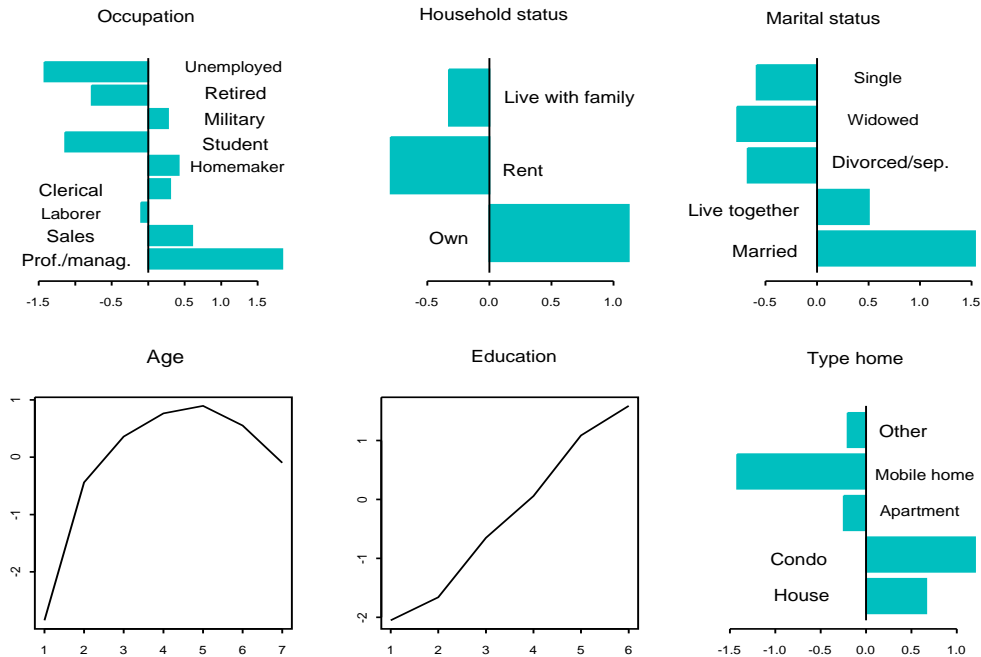 Occupation
Unemployed
Retired
Military
Student
Homemaker
Clerical
Laborer
Sales
Prof./manag.
-1.5 -0.5 0.0 0.5 1.0 1.5
Household status
Live with family
Rent
Own
-0.5 0.0 0.5 1.0
Marital status
Single
Widowed
Divorced/sep.
Live together
Married
-0.5 0.0 0.5 1.0 1.5
Age
1
0
-1
-2
1 2 3 4 5 6 7
Education
1
0
-1
-2
1 2 3 4 5 6
Type home
Other
Mobile home
Apartment
Condo
House
-1.5 -1.0 -0.5 0.0 0.5 1.0